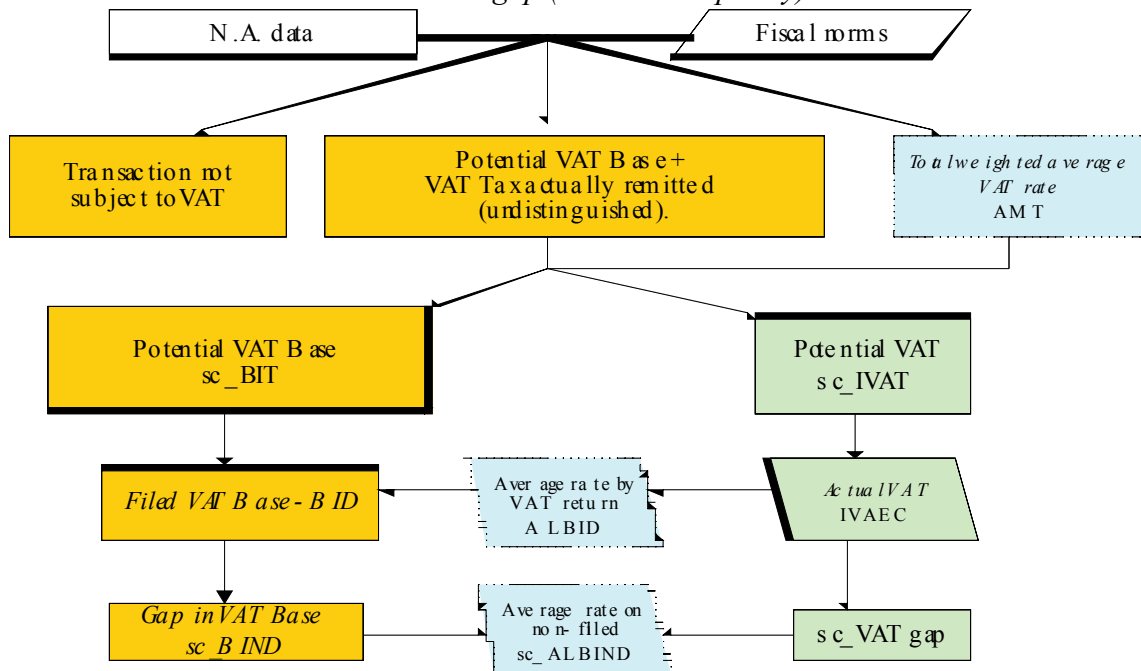 gap (
N.A. data
Fiscal norms
Transaction not
subject to VAT
Potential VAT Base +
VAT Tax actually remitted
(undistinguished).
Total weighted average
VAT rate
AMT
Potential VAT Base
sc_BIT
Potential VAT
sc_IVAT
Filed VAT Base - BID
Average rate by
VAT return
ALBID
Actual VAT
IVAEC
Gap in VAT Base
sc_BIND
Average rate on
non-filed
sc_ALBIND
sc_VAT gap